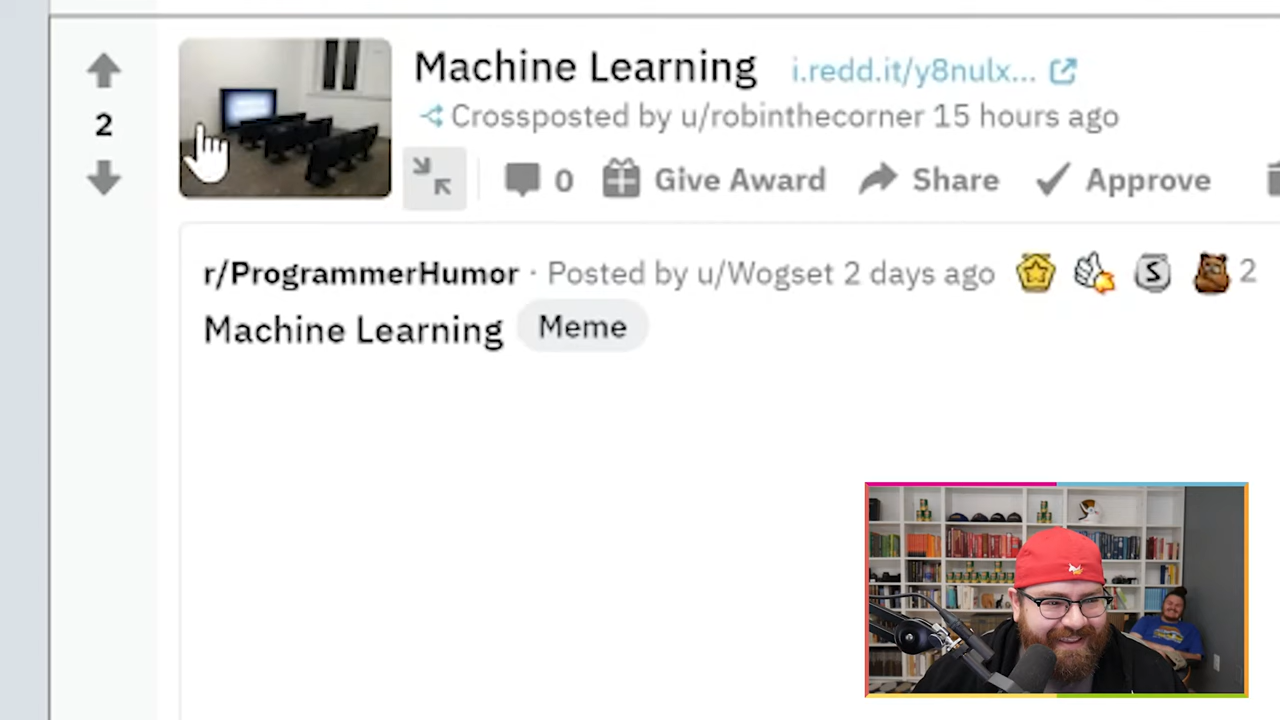 Machine Learning i.redd.it/y8nulx...
Crossposted by u/robinthecorner 15 hours ago
2
0 Give Award Share Approve
r/ProgrammerHumor · Posted by u/Wogset 2 days ago S 2
Machine Learning Meme